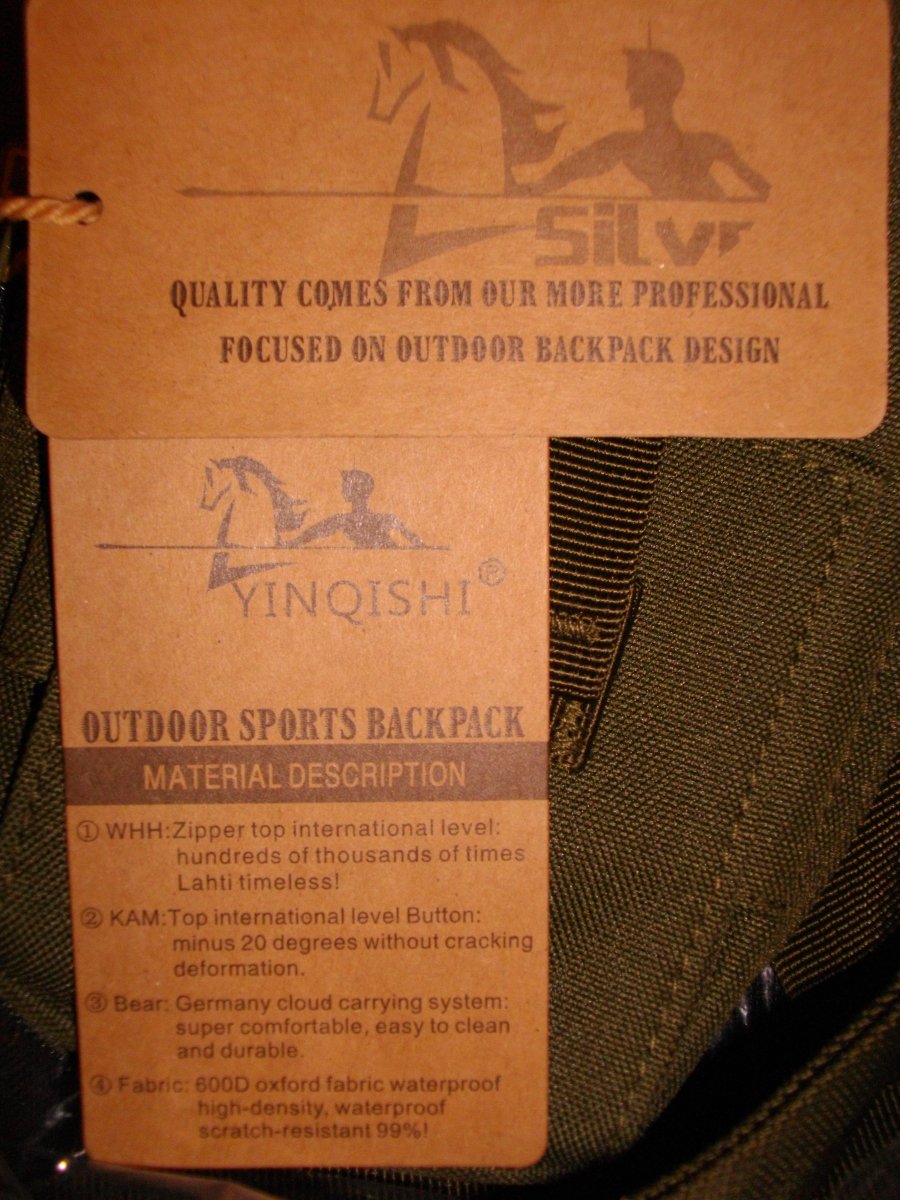 Silvr
QUALITY COMES FROM OUR MORE PROFESSIONAL
FOCUSED ON OUTDOOR BACKPACK DESIGN
YINQISHI®
OUTDOOR SPORTS BACKPACK
MATERIAL DESCRIPTION
① WHH:Zipper top international level:
hundreds of thousands of times
Lahti timeless!
② KAM:Top international level Button:
minus 20 degrees without cracking
deformation.
③ Bear: Germany cloud carrying system:
super comfortable, easy to clean
and durable.
④ Fabric: 600D oxford fabric waterproof
high-density, waterproof
scratch-resistant 99%!